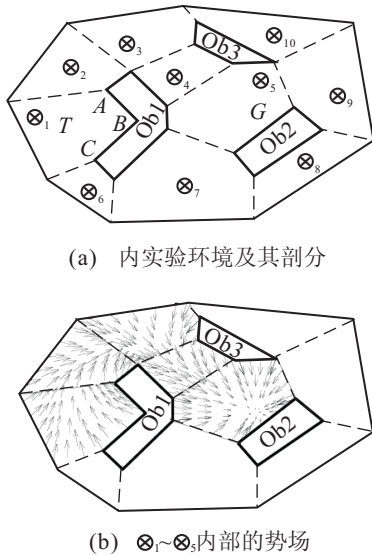 ⊗₃
Ob3
⊗₁₀
⊗₂
⊗₄
⊗₅
A
G
⊗₉
⊗₁
T
B
Ob1
C
Ob2
⊗₈
⊗₆
⊗₇
(a) 内实验环境及其剖分
Ob3
Ob1
Ob2
(b) ⊗₁~⊗₅内部的势场